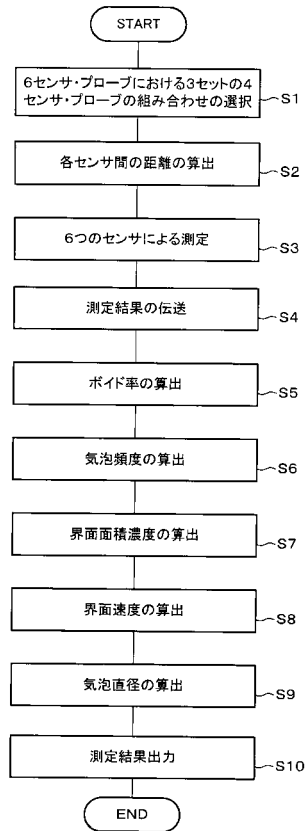 START
6センサ・プローブにおける3セットの4
センサ・プローブの組み合わせの選択
S1
各センサ間の距離の算出
S2
6つのセンサによる測定
S3
測定結果の伝送
S4
ボイド率の算出
S5
気泡頻度の算出
S6
界面面積濃度の算出
S7
界面速度の算出
S8
気泡直径の算出
S9
測定結果出力
S10
END